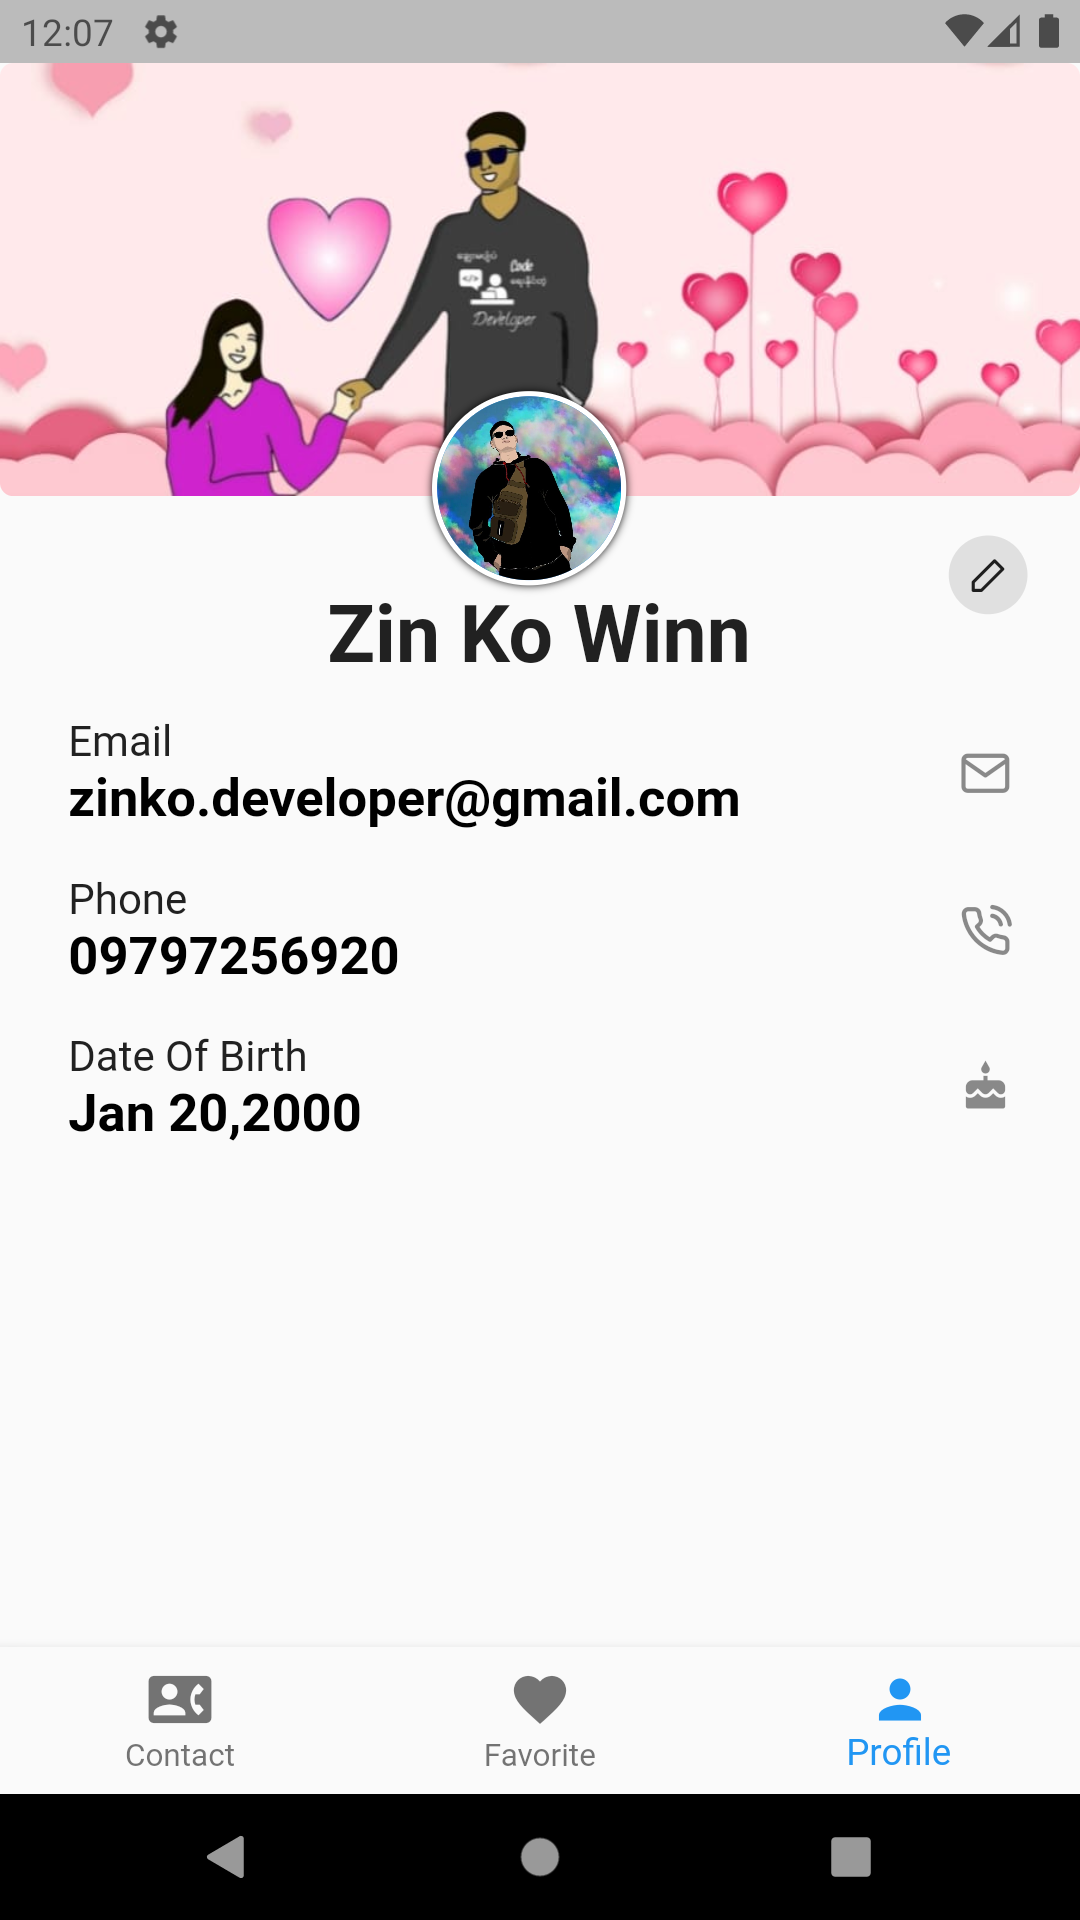 12:07
Code
</>
Developer
Zin Ko Winn
Email
zinko.developer@gmail.com
Phone
09797256920
Date Of Birth
Jan 20,2000
Contact
Favorite
Profile